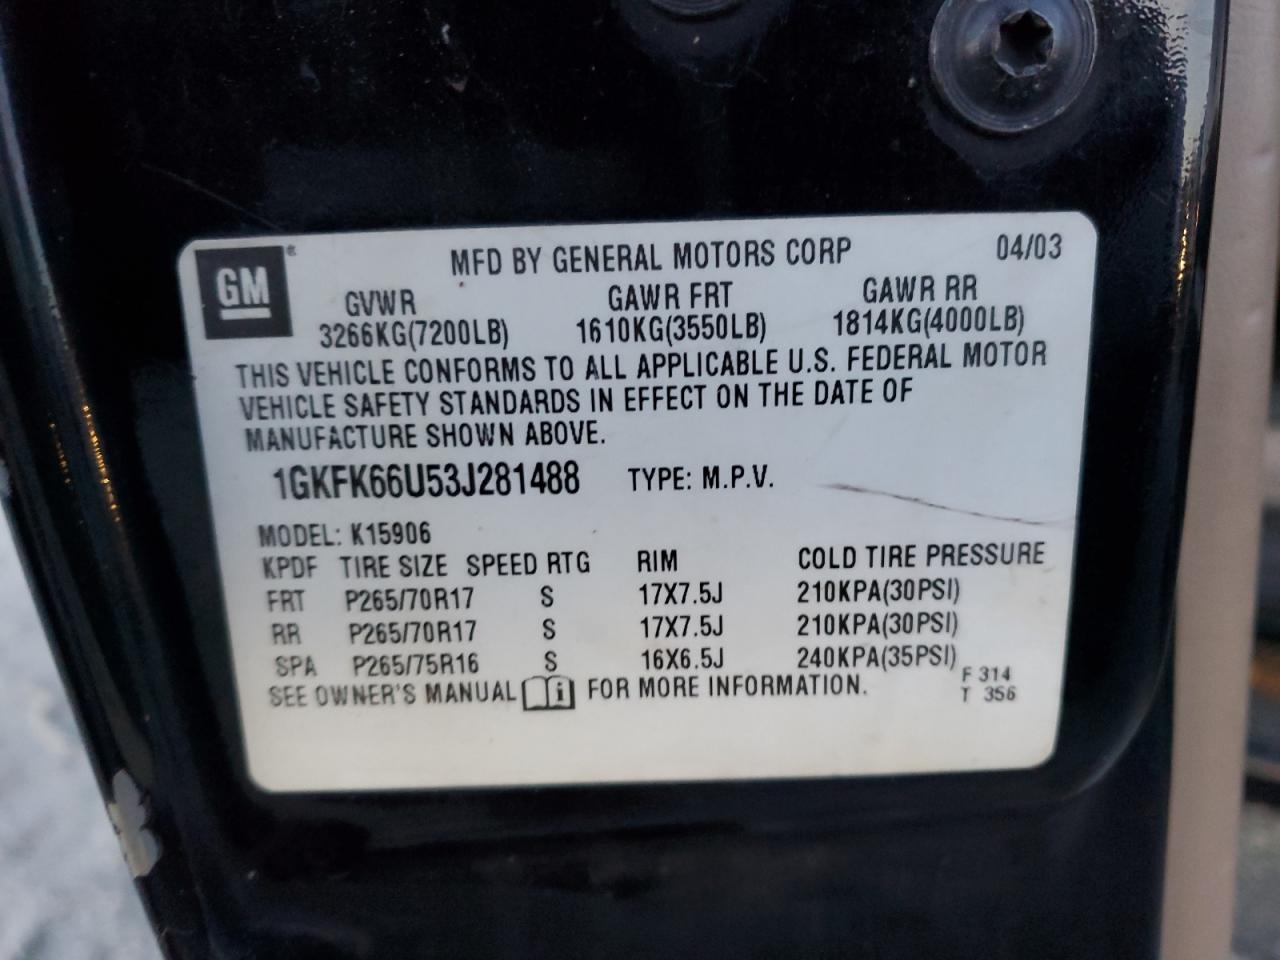 GM ® MFD BY GENERAL MOTORS CORP 04/03
GVWR GAWR FRT GAWR RR
3266KG(7200LB) 1610KG(3550LB) 1814KG(4000LB)
THIS VEHICLE CONFORMS TO ALL APPLICABLE U.S. FEDERAL MOTOR
VEHICLE SAFETY STANDARDS IN EFFECT ON THE DATE OF
MANUFACTURE SHOWN ABOVE.
1GKFK66U53J281488 TYPE: M.P.V.
MODEL: K15906
KPDF TIRE SIZE SPEED RTG RIM COLD TIRE PRESSURE
FRT P265/70R17 S 17X7.5J 210KPA(30PSI)
RR P265/70R17 S 17X7.5J 210KPA(30PSI)
SPA P265/75R16 S 16X6.5J 240KPA(35PSI)
SEE OWNER'S MANUAL i FOR MORE INFORMATION.
F 314
T 356